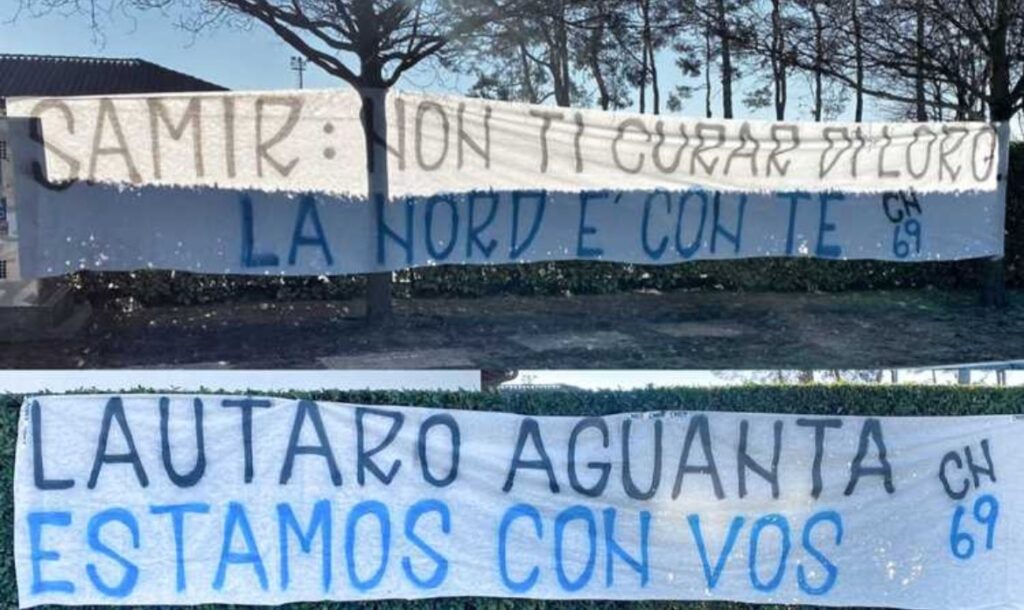 SAMIR: NON TI CURAR DI LORO.
LA NORD E' CON TE
CN
69
LAUTARO AGUANTA
ESTAMOS CON VOS
CN
69